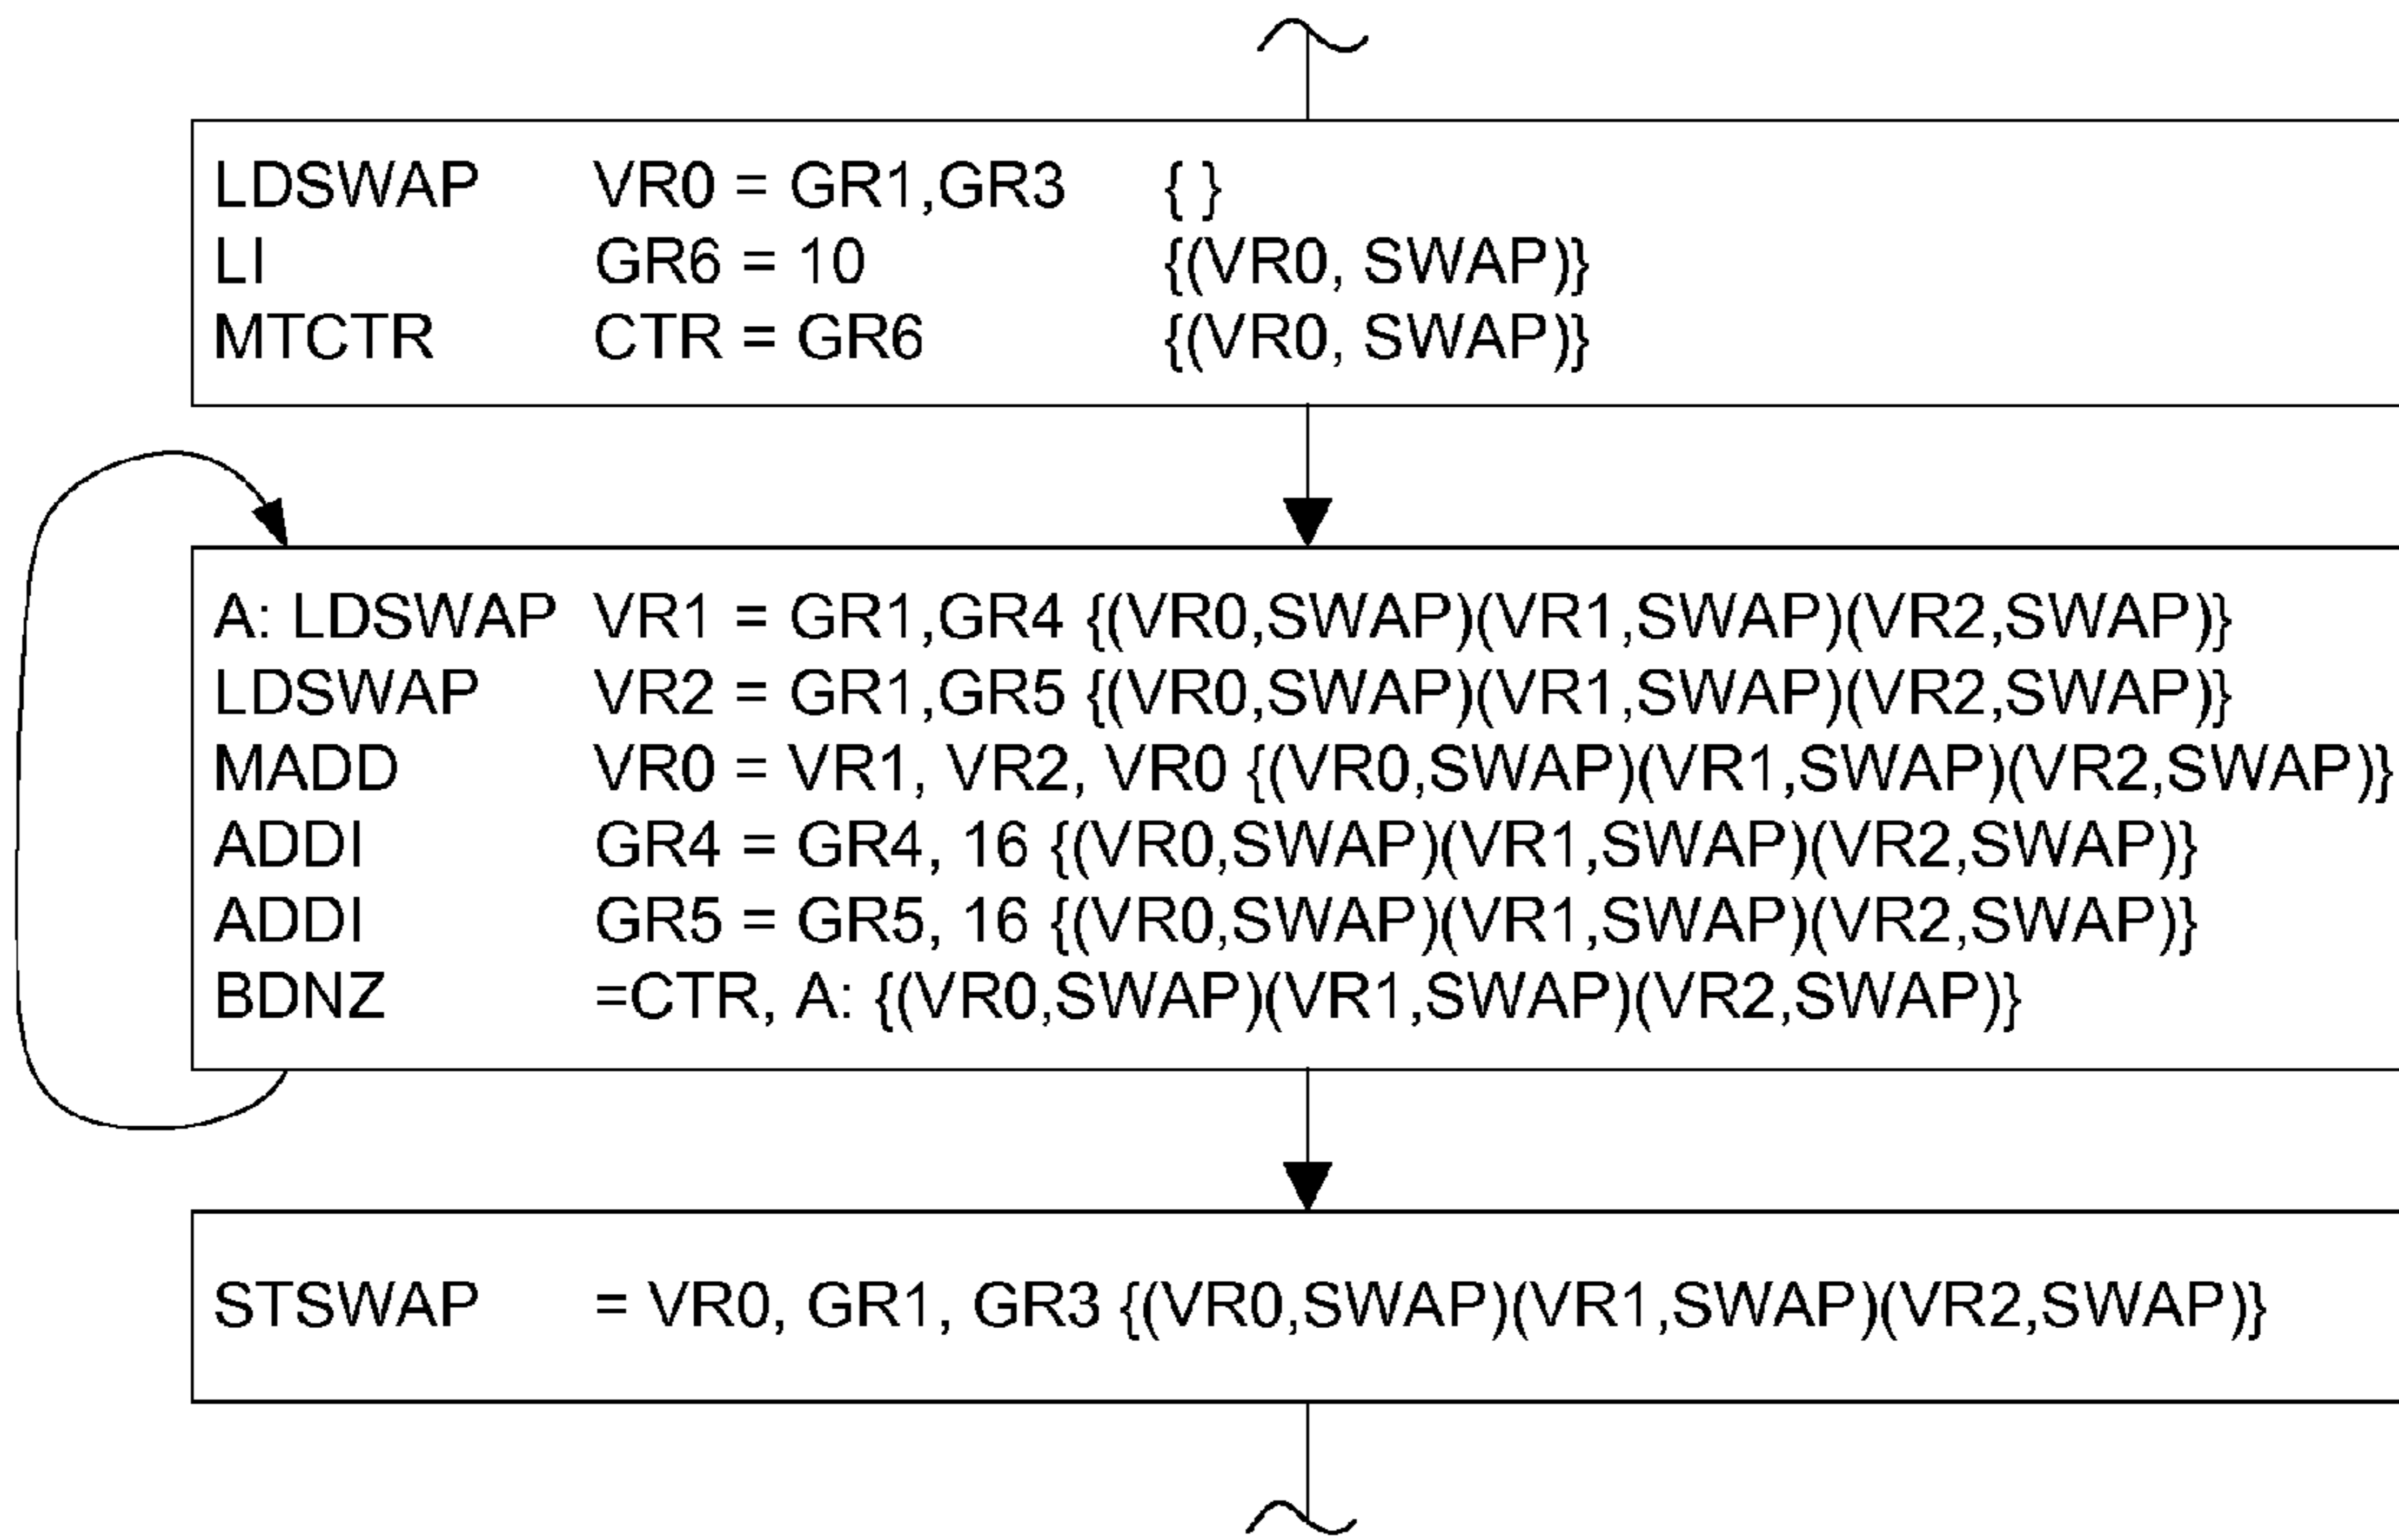 LDSWAP VR0 = GR1,GR3 { }
LI GR6 = 10 {(VR0, SWAP)}
MTCTR CTR = GR6 {(VR0, SWAP)}
A: LDSWAP VR1 = GR1,GR4 {(VR0,SWAP)(VR1,SWAP)(VR2,SWAP)}
LDSWAP VR2 = GR1,GR5 {(VR0,SWAP)(VR1,SWAP)(VR2,SWAP)}
MADD VR0 = VR1, VR2, VR0 {(VR0,SWAP)(VR1,SWAP)(VR2,SWAP)}
ADDI GR4 = GR4, 16 {(VR0,SWAP)(VR1,SWAP)(VR2,SWAP)}
ADDI GR5 = GR5, 16 {(VR0,SWAP)(VR1,SWAP)(VR2,SWAP)}
BDNZ =CTR, A: {(VR0,SWAP)(VR1,SWAP)(VR2,SWAP)}
STSWAP = VR0, GR1, GR3 {(VR0,SWAP)(VR1,SWAP)(VR2,SWAP)}